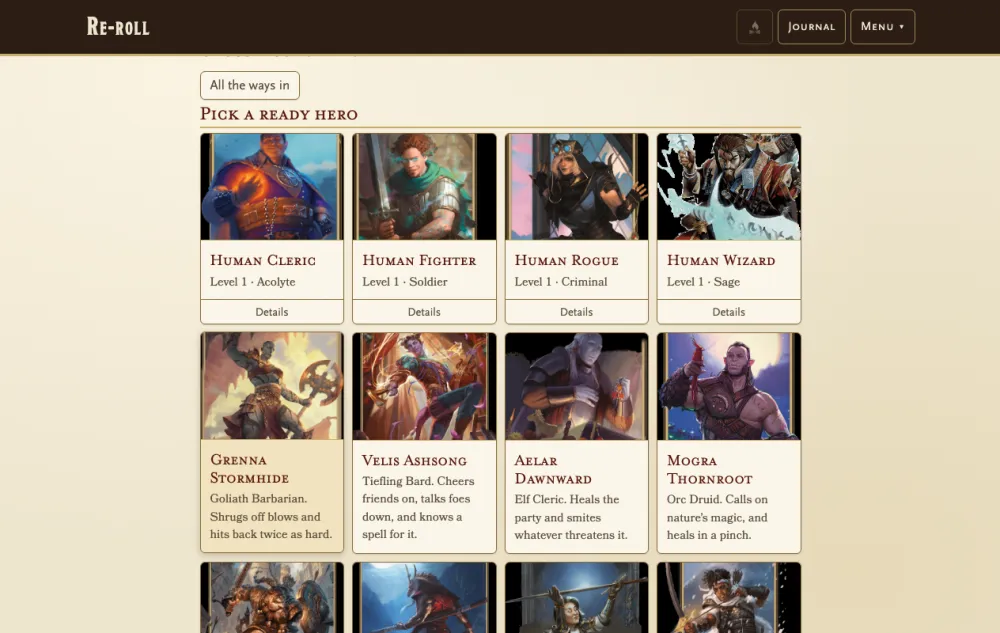 Re-roll
Journal
Menu ▾
All the ways in
Pick a ready hero
Human Cleric
Level 1 · Acolyte
Details
Human Fighter
Level 1 · Soldier
Details
Human Rogue
Level 1 · Criminal
Details
Human Wizard
Level 1 · Sage
Details
Grenna
Stormhide
Goliath Barbarian.
Shrugs off blows and
hits back twice as hard.
Velis Ashsong
Tiefling Bard. Cheers
friends on, talks foes
down, and knows a
spell for it.
Aelar
Dawnward
Elf Cleric. Heals the
party and smites
whatever threatens it.
Mogra
Thornroot
Orc Druid. Calls on
nature's magic, and
heals in a pinch.